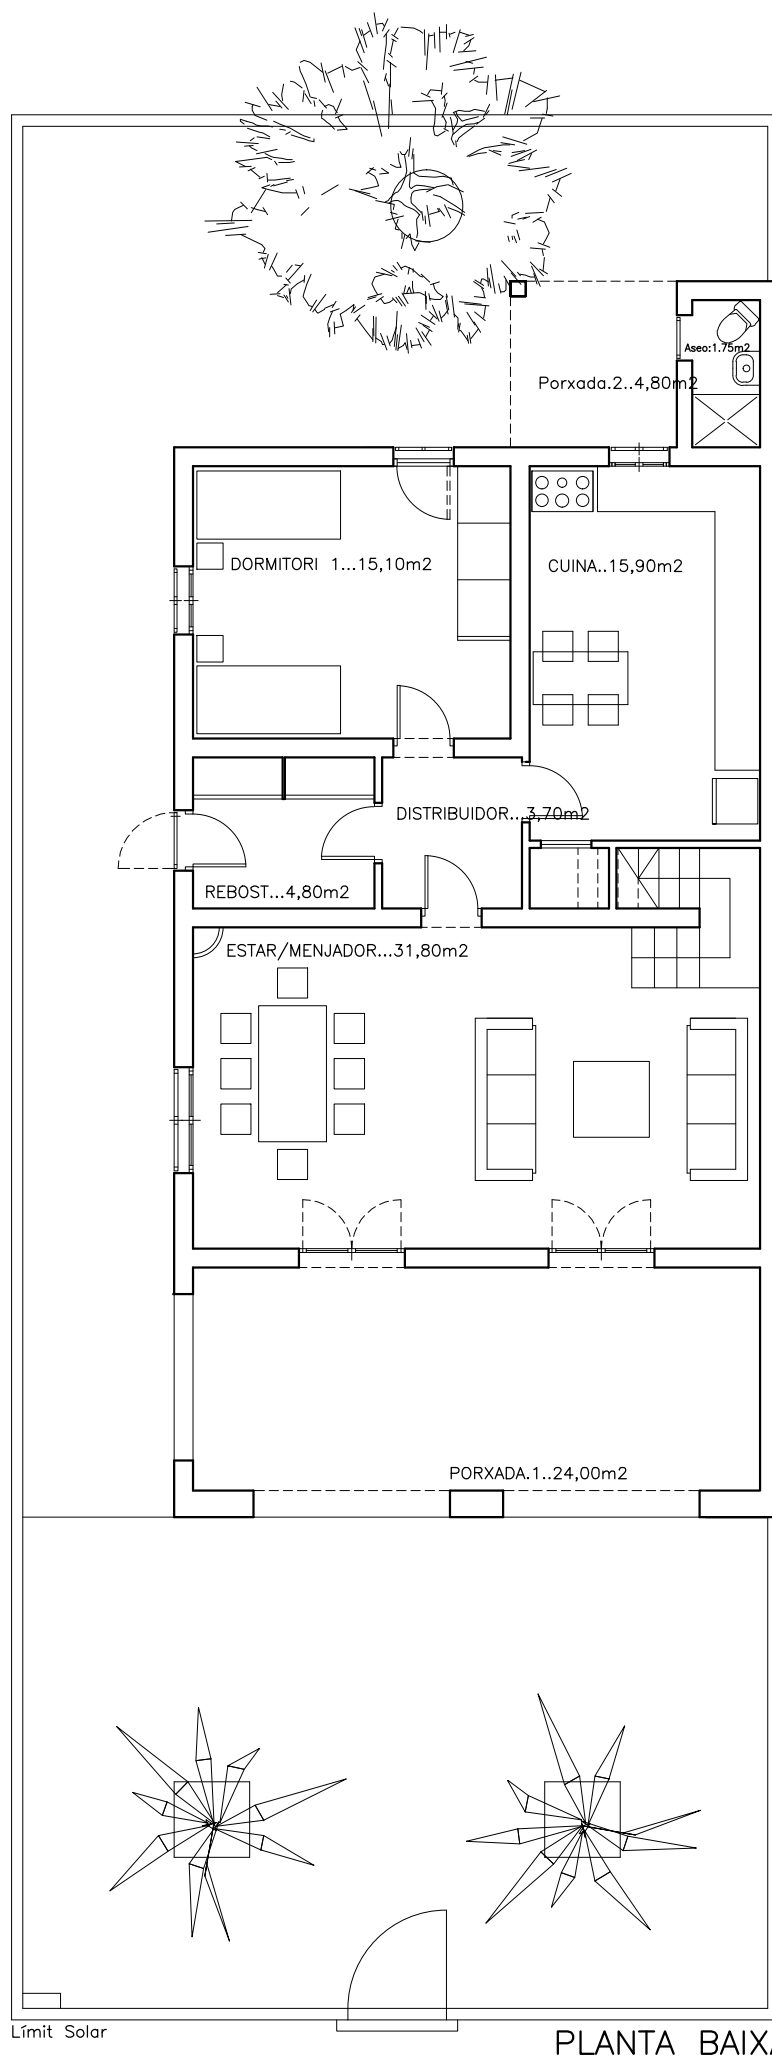 Aseo:1.75m2
Porxada.2..4,80m2
DORMITORI 1...15,10m2
CUINA..15,90m2
DISTRIBUIDOR...3,70m2
REBOST...4,80m2
ESTAR/MENJADOR...31,80m2
PORXADA.1..24,00m2
Límit Solar
PLANTA BAIXA